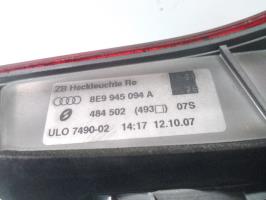 ZB Heckleuchte Re
8E9 945 094 A
484 502 (493□) 07S
ULO 7490-02 14:17 12.10.07